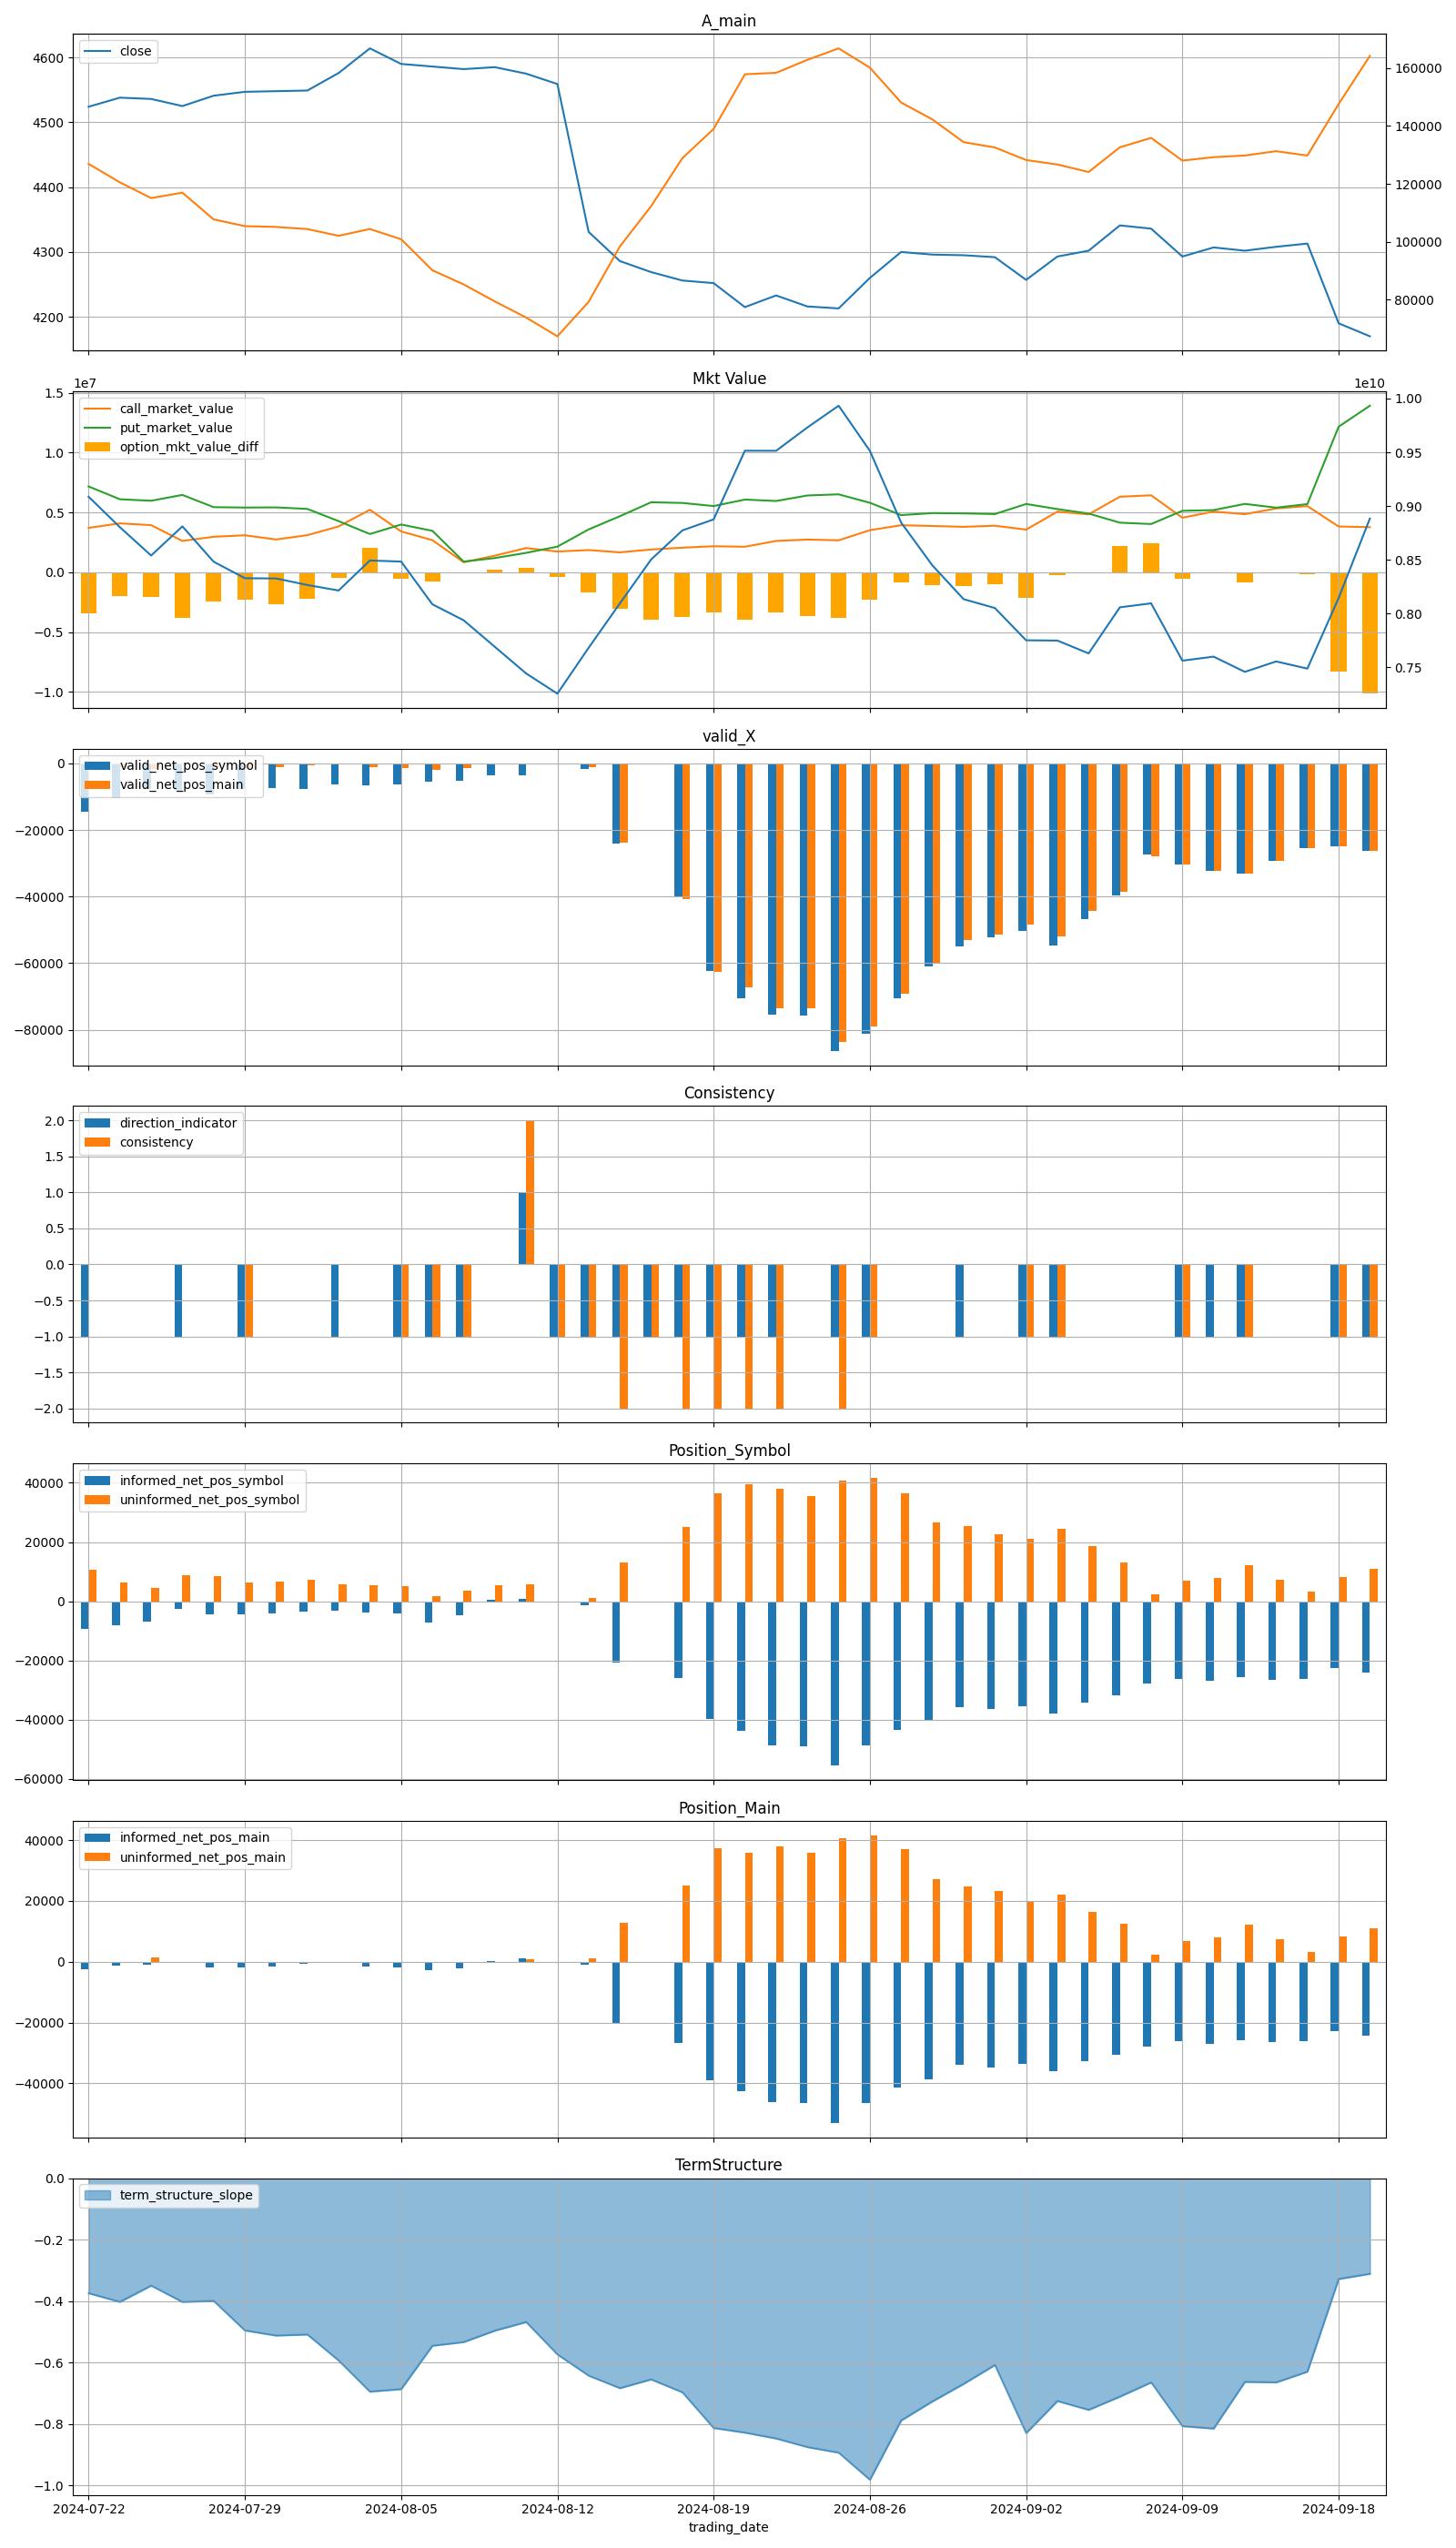 A_main
close
4600
4500
4400
4300
4200
160000
140000
120000
100000
80000
Mkt Value
1e7
1e10
call_market_value
put_market_value
option_mkt_value_diff
1.5
1.0
0.5
0.0
−0.5
−1.0
1.00
0.95
0.90
0.85
0.80
0.75
valid_X
valid_net_pos_symbol
valid_net_pos_main
0
−20000
−40000
−60000
−80000
Consistency
direction_indicator
consistency
2.0
1.5
1.0
0.5
0.0
−0.5
−1.0
−1.5
−2.0
Position_Symbol
informed_net_pos_symbol
uninformed_net_pos_symbol
40000
20000
0
−20000
−40000
−60000
Position_Main
informed_net_pos_main
uninformed_net_pos_main
40000
20000
0
−20000
−40000
TermStructure
term_structure_slope
0.0
−0.2
−0.4
−0.6
−0.8
−1.0
2024-07-22 2024-07-29 2024-08-05 2024-08-12 2024-08-19 2024-08-26 2024-09-02 2024-09-09 2024-09-18
trading_date